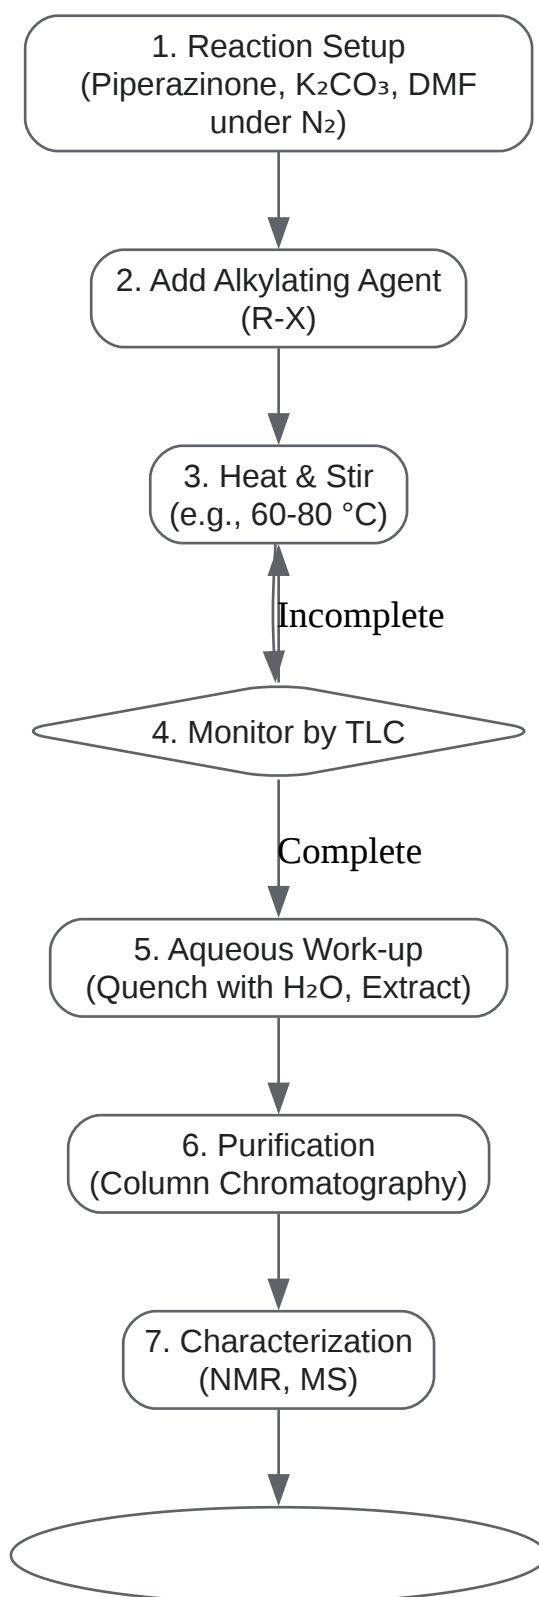 1. Reaction Setup
(Piperazinone, K₂CO₃, DMF
under N₂)
2. Add Alkylating Agent
(R-X)
3. Heat & Stir
(e.g., 60-80 °C)
Incomplete
4. Monitor by TLC
Complete
5. Aqueous Work-up
(Quench with H₂O, Extract)
6. Purification
(Column Chromatography)
7. Characterization
(NMR, MS)